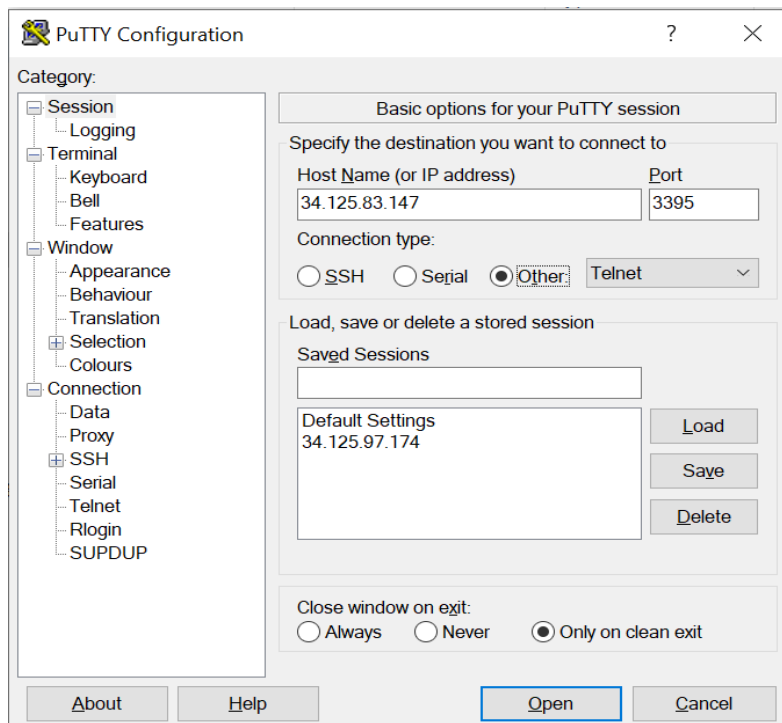 PuTTY Configuration
?
Category:
Session
Logging
Terminal
Keyboard
Bell
Features
Window
Appearance
Behaviour
Translation
Selection
Colours
Connection
Data
Proxy
SSH
Serial
Telnet
Rlogin
SUPDUP
Basic options for your PuTTY session
Specify the destination you want to connect to
Host Name (or IP address) Port
34.125.83.147 3395
Connection type:
SSH Serial Other: Telnet
Load, save or delete a stored session
Saved Sessions
Default Settings
34.125.97.174
Load
Save
Delete
Close window on exit:
Always Never Only on clean exit
About Help Open Cancel